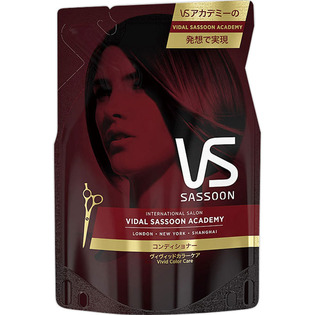 VSアカデミーの
VIDAL SASSOON ACADEMY
発想で実現
VS
SASSOON
INTERNATIONAL SALON
VIDAL SASSOON ACADEMY
LONDON • NEW YORK • SHANGHAI
コンディショナー
ヴィヴィッドカラーケア
Vivid Color Care